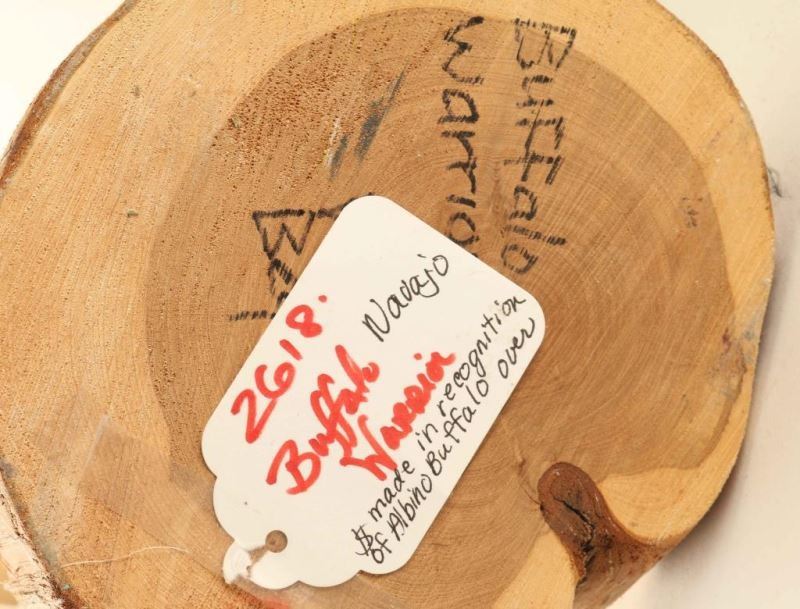 Buffalo
Warrio
2618.
Navajo
Buffalo
Warrior
$ made in recognition
of Albino Buffalo over